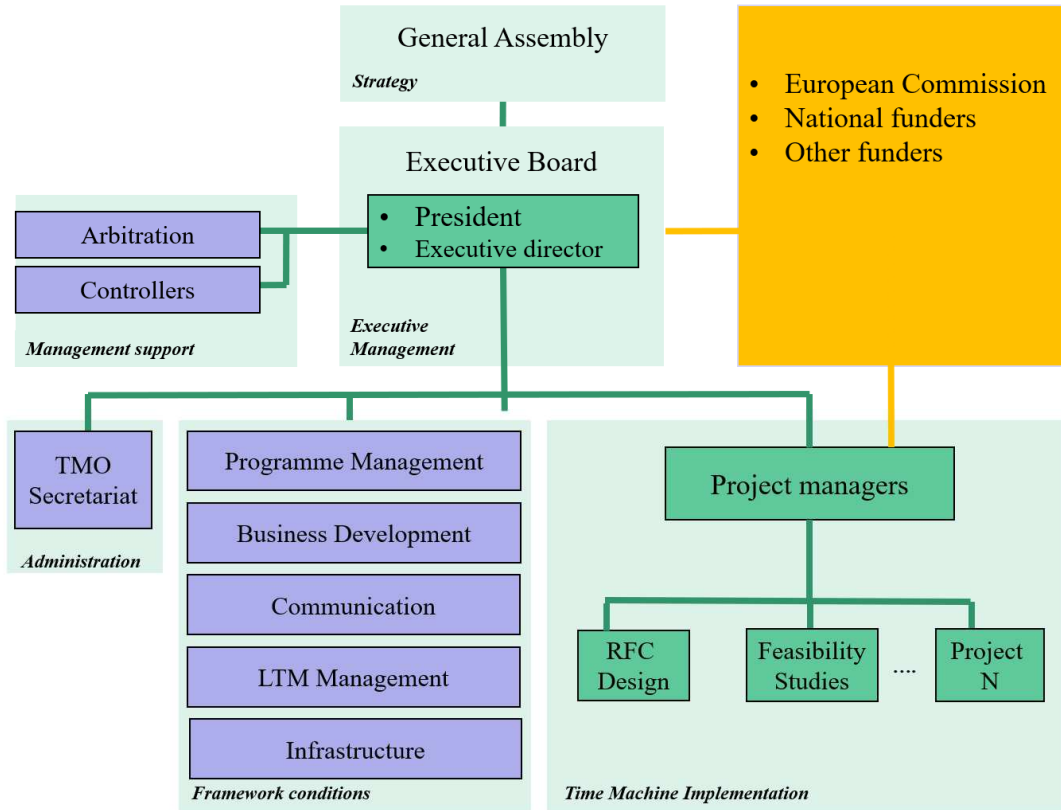 General Assembly
Strategy
• European Commission
• National funders
• Other funders
Executive Board
• President
• Executive director
Executive
Management
Arbitration
Controllers
Management support
TMO
Secretariat
Administration
Programme Management
Business Development
Communication
LTM Management
Infrastructure
Framework conditions
Project managers
RFC
Design
Feasibility
Studies
....
Project
N
Time Machine Implementation